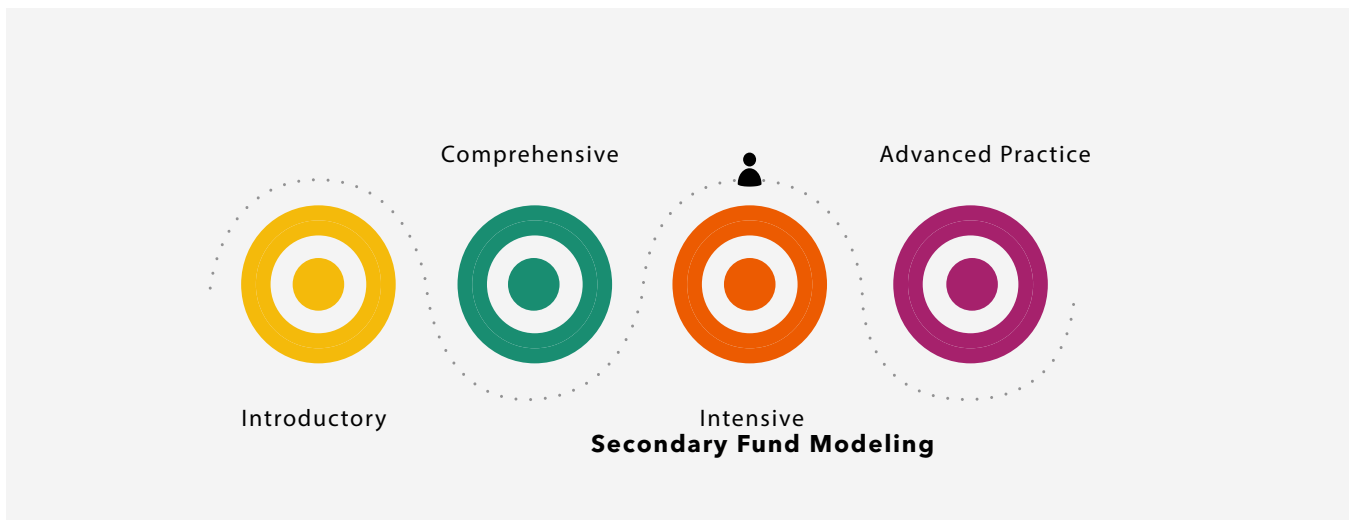 Comprehensive
Advanced Practice
Introductory
Intensive
Secondary Fund Modeling